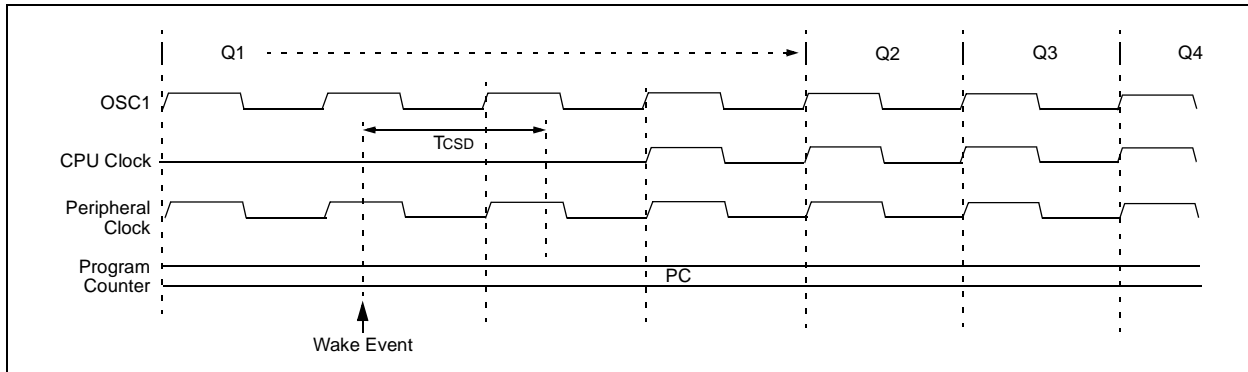 Q1 Q2 Q3 Q4
OSC1
TCSD
CPU Clock
Peripheral
Clock
Program
Counter
PC
Wake Event